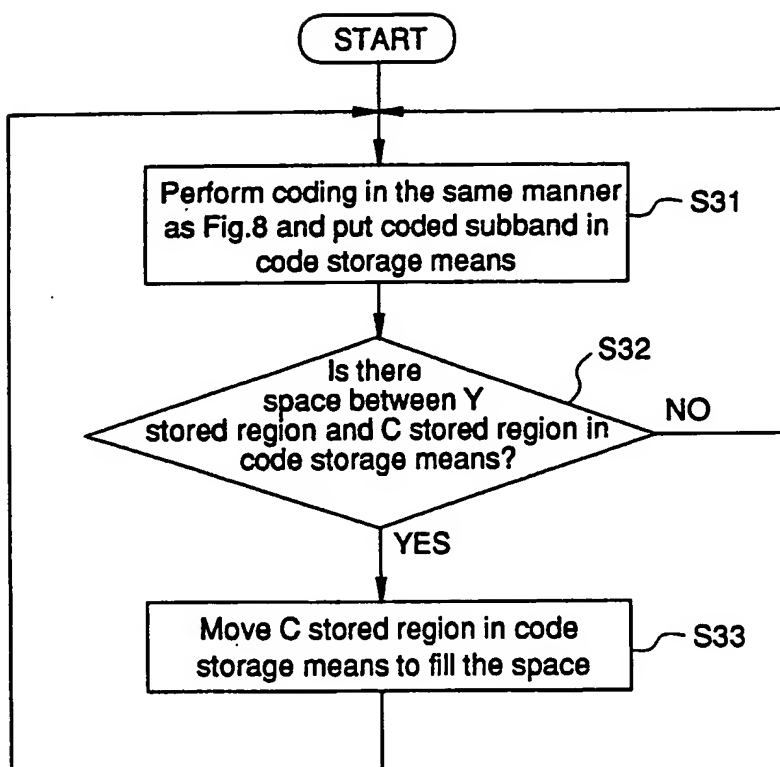 START
Perform coding in the same manner
as Fig.8 and put coded subband in
code storage means
S31
Is there
space between Y
stored region and C stored region in
code storage means?
S32
NO
YES
Move C stored region in code
storage means to fill the space
S33